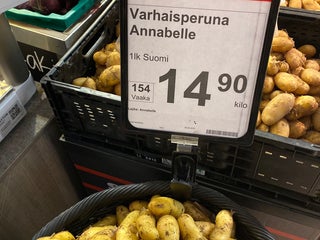 Varhaisperuna
Annabelle
1lk Suomi
154
Vaaka
14 90
kilo